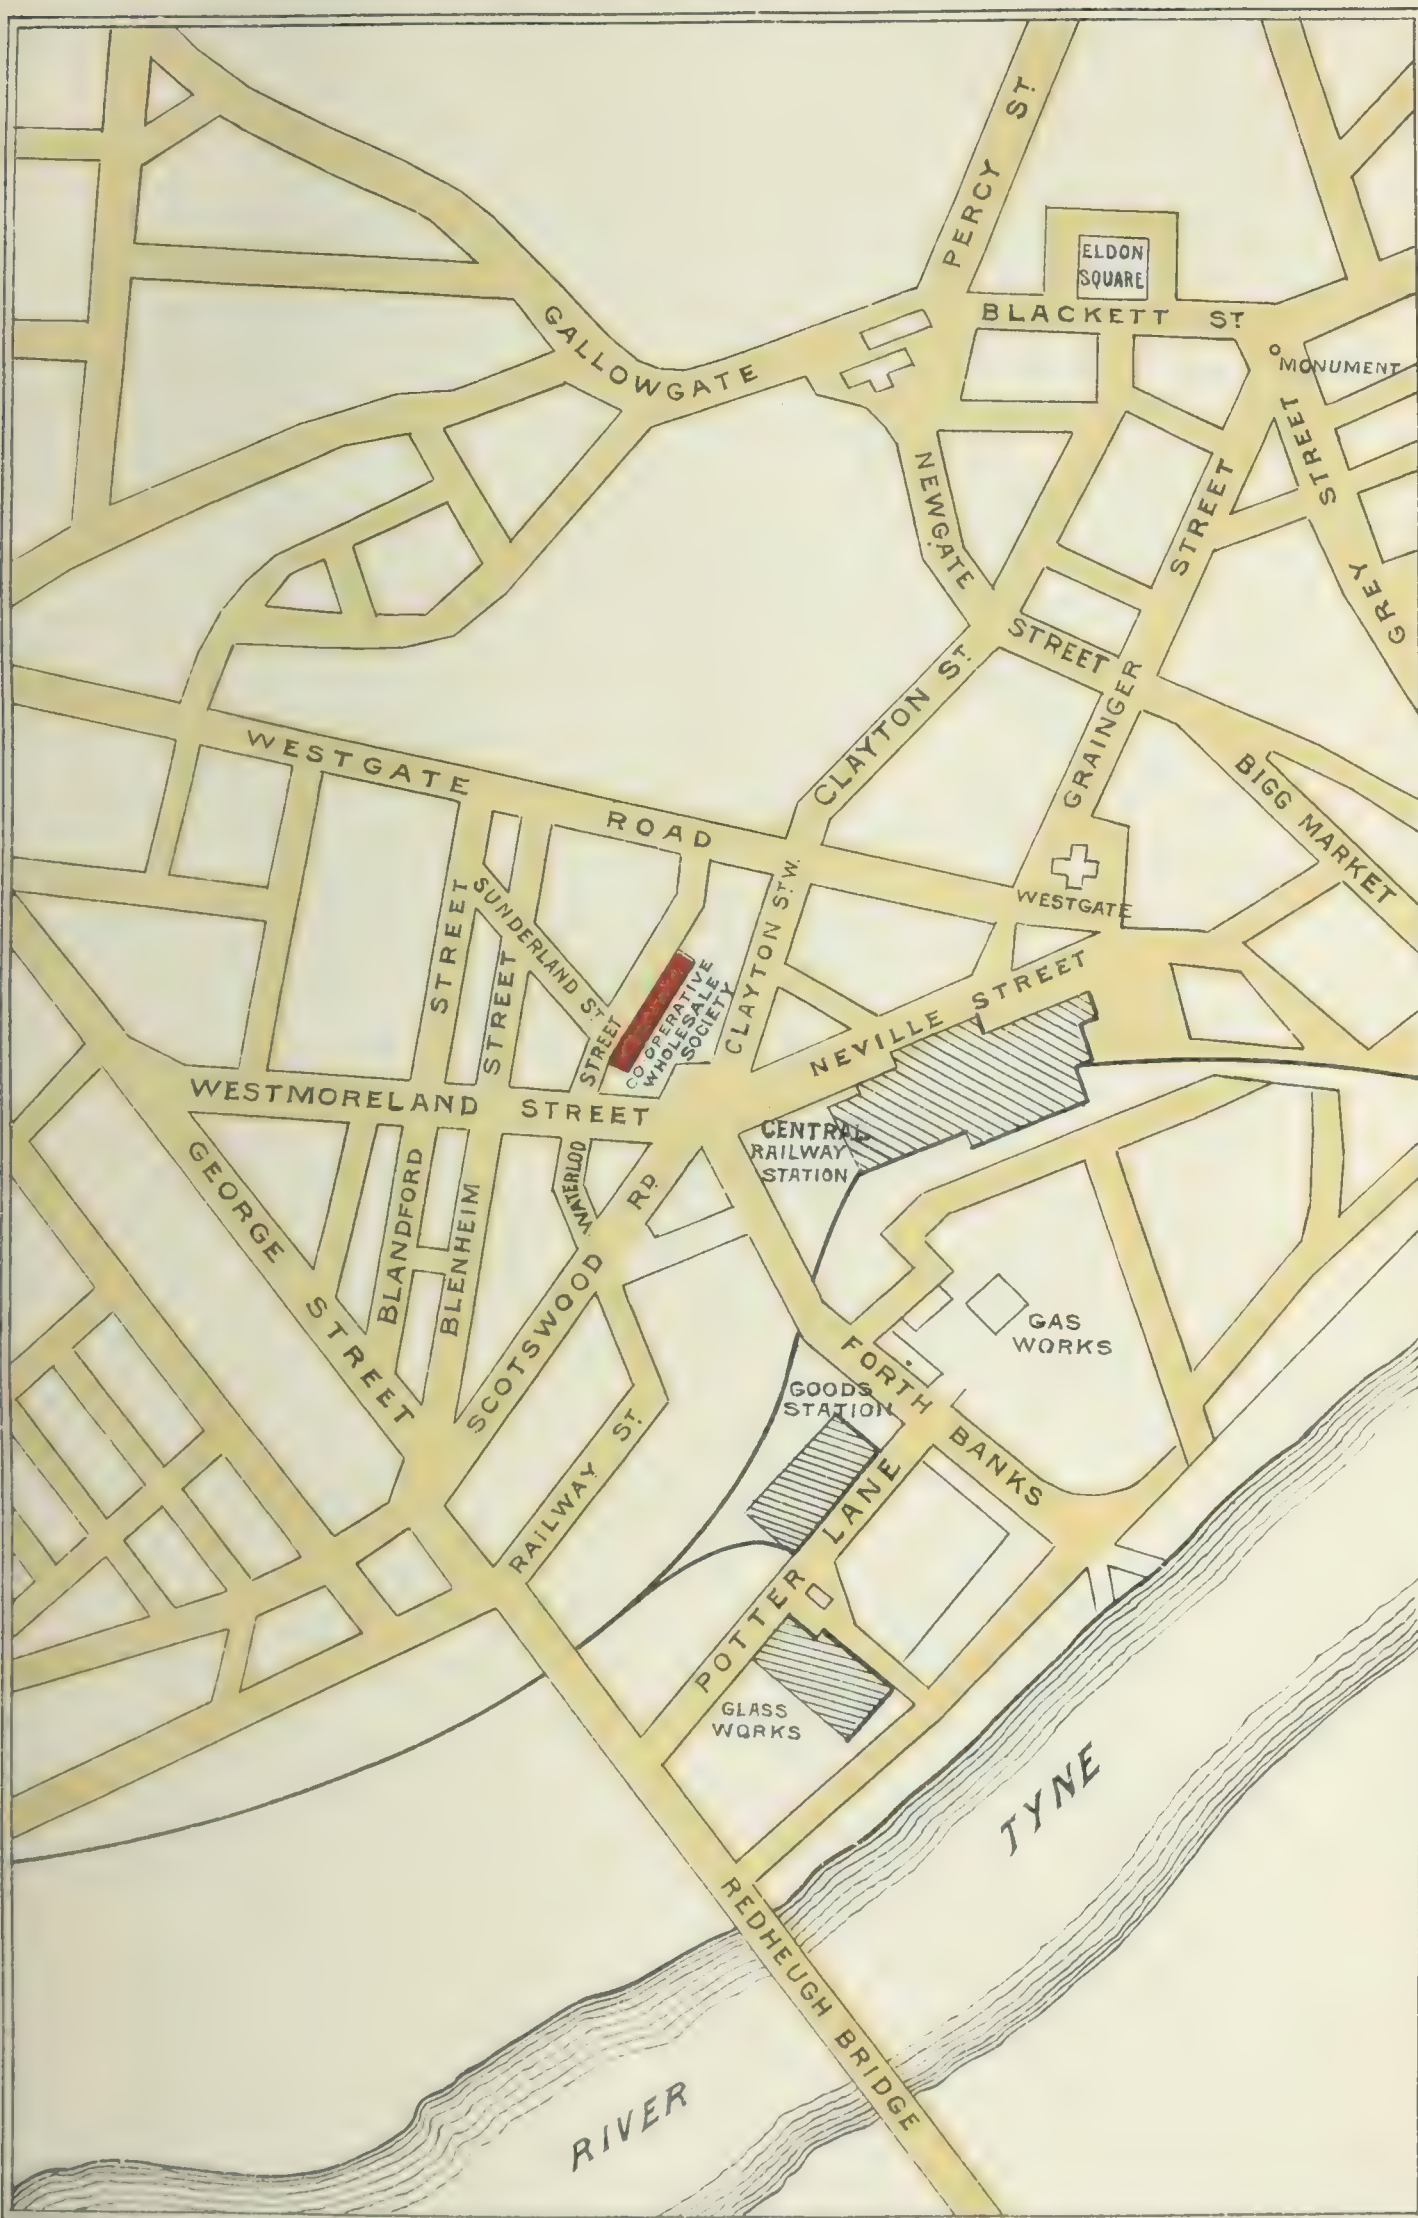 PERCY ST.
ELDON
SQUARE
BLACKETT ST.
MONUMENT
GALLOWGATE
GREY STREET
NEWGATE STREET
GRAINGER STREET
CLAYTON ST.
BIGG MARKET
WESTGATE ROAD
WESTGATE
SUNDERLAND ST.
CLAYTON ST. W.
CO-OPERATIVE
WHOLESALE
SOCIETY
NEVILLE STREET
WESTMORELAND STREET
CENTRAL
RAILWAY
STATION
GEORGE STREET
BLANDFORD STREET
BLENHEIM STREET
WATERLOO STREET
SCOTSWOOD RD.
RAILWAY ST.
FORTH BANKS
GAS
WORKS
GOODS
STATION
POTTER LANE
GLASS
WORKS
REDHEUGH BRIDGE
RIVER TYNE